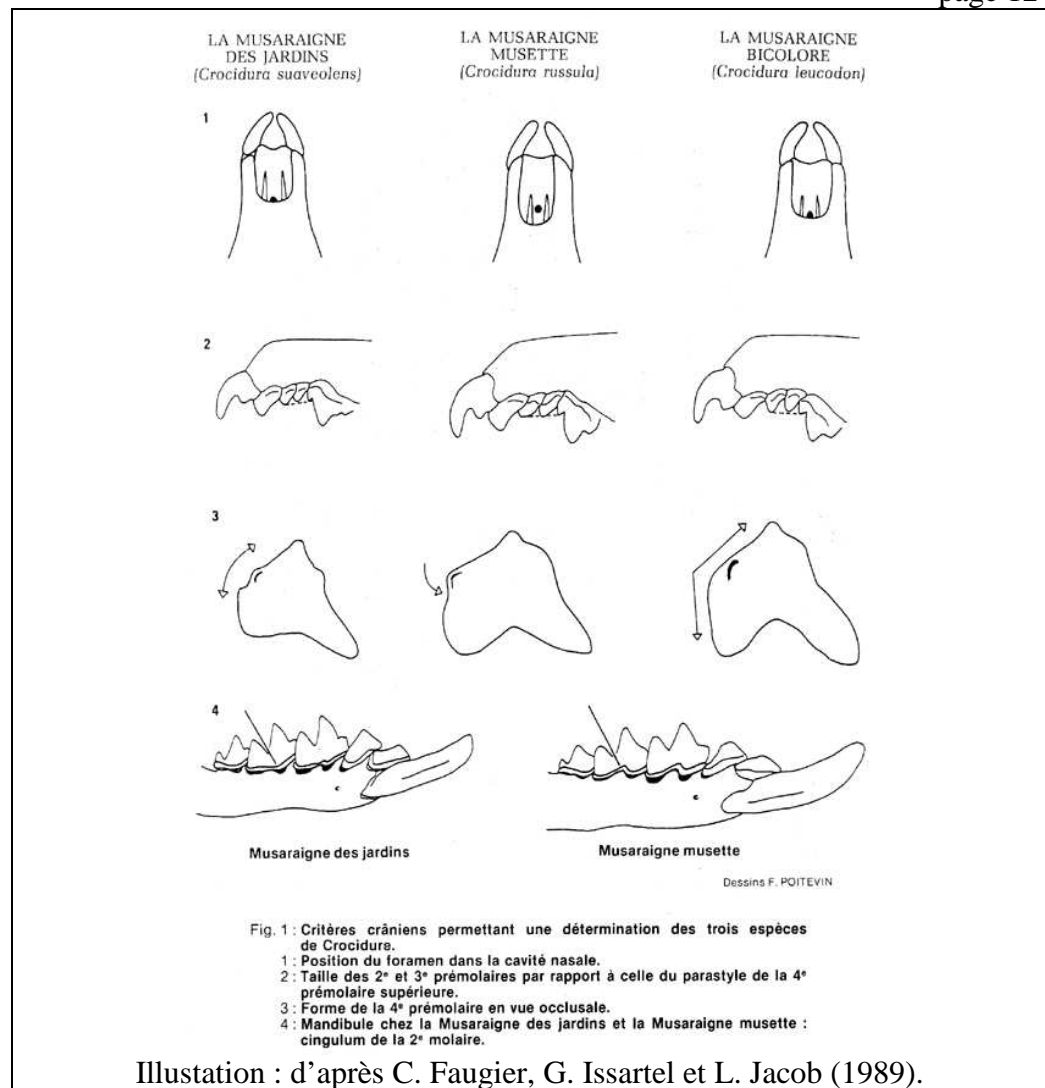 LA MUSARAIGNE
DES JARDINS
(Crocidura suaveolens)
LA MUSARAIGNE
MUSETTE
(Crocidura russula)
LA MUSARAIGNE
BICOLORE
(Crocidura leucodon)
1
2
3
4
Musaraigne des jardins
Musaraigne musette
Dessins F. POITEVIN
Fig. 1 : Critères crâniens permettant une détermination des trois espèces
de Crocidure.
1 : Position du foramen dans la cavité nasale.
2 : Taille des 2e et 3e prémolaires par rapport à celle du parastyle de la 4e
prémolaire supérieure.
3 : Forme de la 4e prémolaire en vue occlusale.
4 : Mandibule chez la Musaraigne des jardins et la Musaraigne musette :
cingulum de la 2e molaire.
Illustation : d'après C. Faugier, G. Issartel et L. Jacob (1989).